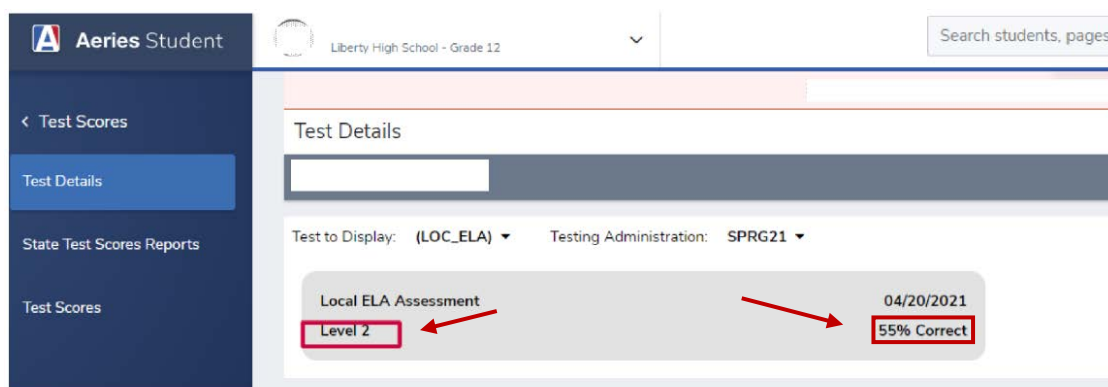 Aeries Student
Liberty High School - Grade 12
Search students, pages
< Test Scores
Test Details
State Test Scores Reports
Test Scores
Test Details
Test to Display: (LOC_ELA) Testing Administration: SPRG21
Local ELA Assessment 04/20/2021
Level 2 55% Correct